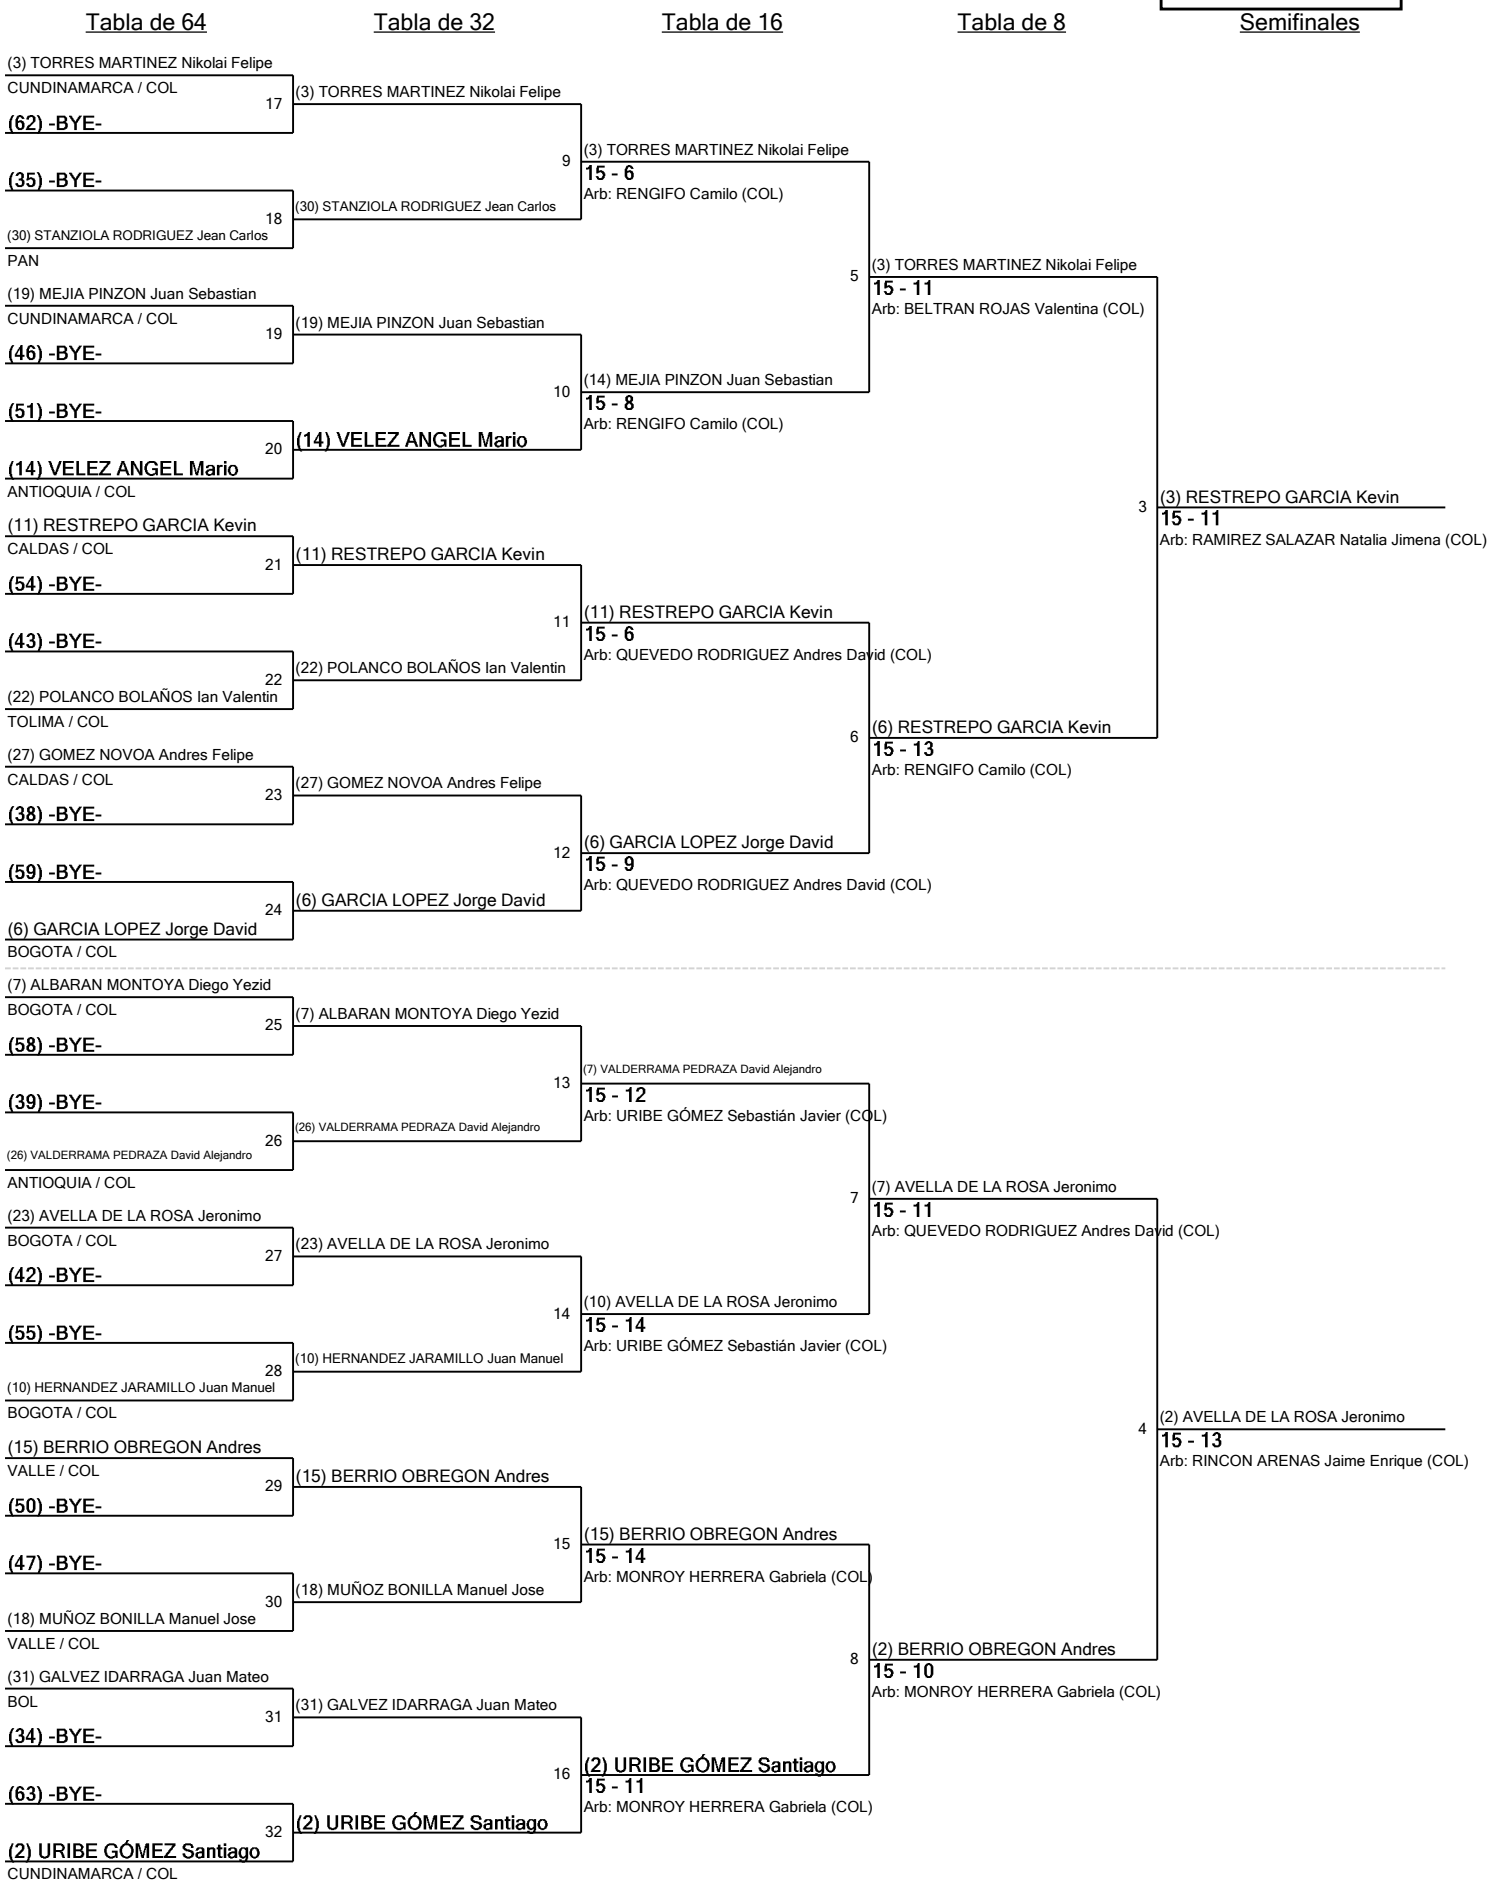 Tabla de 64
Tabla de 32
Tabla de 16
Tabla de 8
Semifinales
(3) TORRES MARTINEZ Nikolai Felipe
CUNDINAMARCA / COL
17
(62) -BYE-
(35) -BYE-
18
(30) STANZIOLA RODRIGUEZ Jean Carlos
PAN
(19) MEJIA PINZON Juan Sebastian
CUNDINAMARCA / COL
19
(46) -BYE-
(51) -BYE-
20
(14) VELEZ ANGEL Mario
ANTIOQUIA / COL
(11) RESTREPO GARCIA Kevin
CALDAS / COL
21
(54) -BYE-
(43) -BYE-
22
(22) POLANCO BOLAÑOS Ian Valentin
TOLIMA / COL
(27) GOMEZ NOVOA Andres Felipe
CALDAS / COL
23
(38) -BYE-
(59) -BYE-
24
(6) GARCIA LOPEZ Jorge David
BOGOTA / COL
(7) ALBARAN MONTOYA Diego Yezid
BOGOTA / COL
25
(58) -BYE-
(39) -BYE-
26
(26) VALDERRAMA PEDRAZA David Alejandro
ANTIOQUIA / COL
(23) AVELLA DE LA ROSA Jeronimo
BOGOTA / COL
27
(42) -BYE-
(55) -BYE-
28
(10) HERNANDEZ JARAMILLO Juan Manuel
BOGOTA / COL
(15) BERRIO OBREGON Andres
VALLE / COL
29
(50) -BYE-
(47) -BYE-
30
(18) MUÑOZ BONILLA Manuel Jose
VALLE / COL
(31) GALVEZ IDARRAGA Juan Mateo
BOL
31
(34) -BYE-
(63) -BYE-
32
(2) URIBE GÓMEZ Santiago
CUNDINAMARCA / COL
(3) TORRES MARTINEZ Nikolai Felipe
9
(30) STANZIOLA RODRIGUEZ Jean Carlos
(19) MEJIA PINZON Juan Sebastian
10
(14) VELEZ ANGEL Mario
(11) RESTREPO GARCIA Kevin
11
(22) POLANCO BOLAÑOS Ian Valentin
(27) GOMEZ NOVOA Andres Felipe
12
(6) GARCIA LOPEZ Jorge David
(7) ALBARAN MONTOYA Diego Yezid
13
(26) VALDERRAMA PEDRAZA David Alejandro
(23) AVELLA DE LA ROSA Jeronimo
14
(10) HERNANDEZ JARAMILLO Juan Manuel
(15) BERRIO OBREGON Andres
15
(18) MUÑOZ BONILLA Manuel Jose
(31) GALVEZ IDARRAGA Juan Mateo
16
(2) URIBE GÓMEZ Santiago
(3) TORRES MARTINEZ Nikolai Felipe
15 - 6
Arb: RENGIFO Camilo (COL)
5
(14) MEJIA PINZON Juan Sebastian
15 - 8
Arb: RENGIFO Camilo (COL)
(11) RESTREPO GARCIA Kevin
15 - 6
Arb: QUEVEDO RODRIGUEZ Andres David (COL)
6
(6) GARCIA LOPEZ Jorge David
15 - 9
Arb: QUEVEDO RODRIGUEZ Andres David (COL)
(7) VALDERRAMA PEDRAZA David Alejandro
15 - 12
Arb: URIBE GÓMEZ Sebastián Javier (COL)
7
(10) AVELLA DE LA ROSA Jeronimo
15 - 14
Arb: URIBE GÓMEZ Sebastián Javier (COL)
(15) BERRIO OBREGON Andres
15 - 14
Arb: MONROY HERRERA Gabriela (COL)
8
(2) URIBE GÓMEZ Santiago
15 - 11
Arb: MONROY HERRERA Gabriela (COL)
(3) TORRES MARTINEZ Nikolai Felipe
15 - 11
Arb: BELTRAN ROJAS Valentina (COL)
3
(6) RESTREPO GARCIA Kevin
15 - 13
Arb: RENGIFO Camilo (COL)
(7) AVELLA DE LA ROSA Jeronimo
15 - 11
Arb: QUEVEDO RODRIGUEZ Andres David (COL)
4
(2) BERRIO OBREGON Andres
15 - 10
Arb: MONROY HERRERA Gabriela (COL)
(3) RESTREPO GARCIA Kevin
15 - 11
Arb: RAMIREZ SALAZAR Natalia Jimena (COL)
(2) AVELLA DE LA ROSA Jeronimo
15 - 13
Arb: RINCON ARENAS Jaime Enrique (COL)